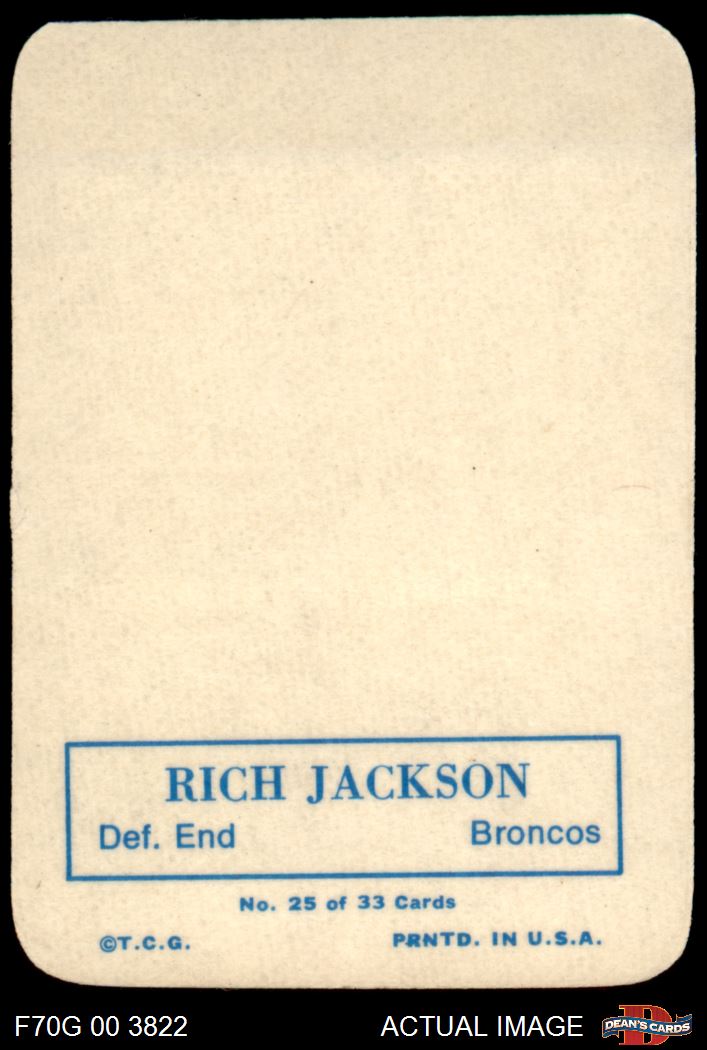 RICH JACKSON
Def. End Broncos
No. 25 of 33 Cards
©T.C.G. PRNTD. IN U.S.A.
F70G 00 3822 ACTUAL IMAGE D DEAN'S CARDS